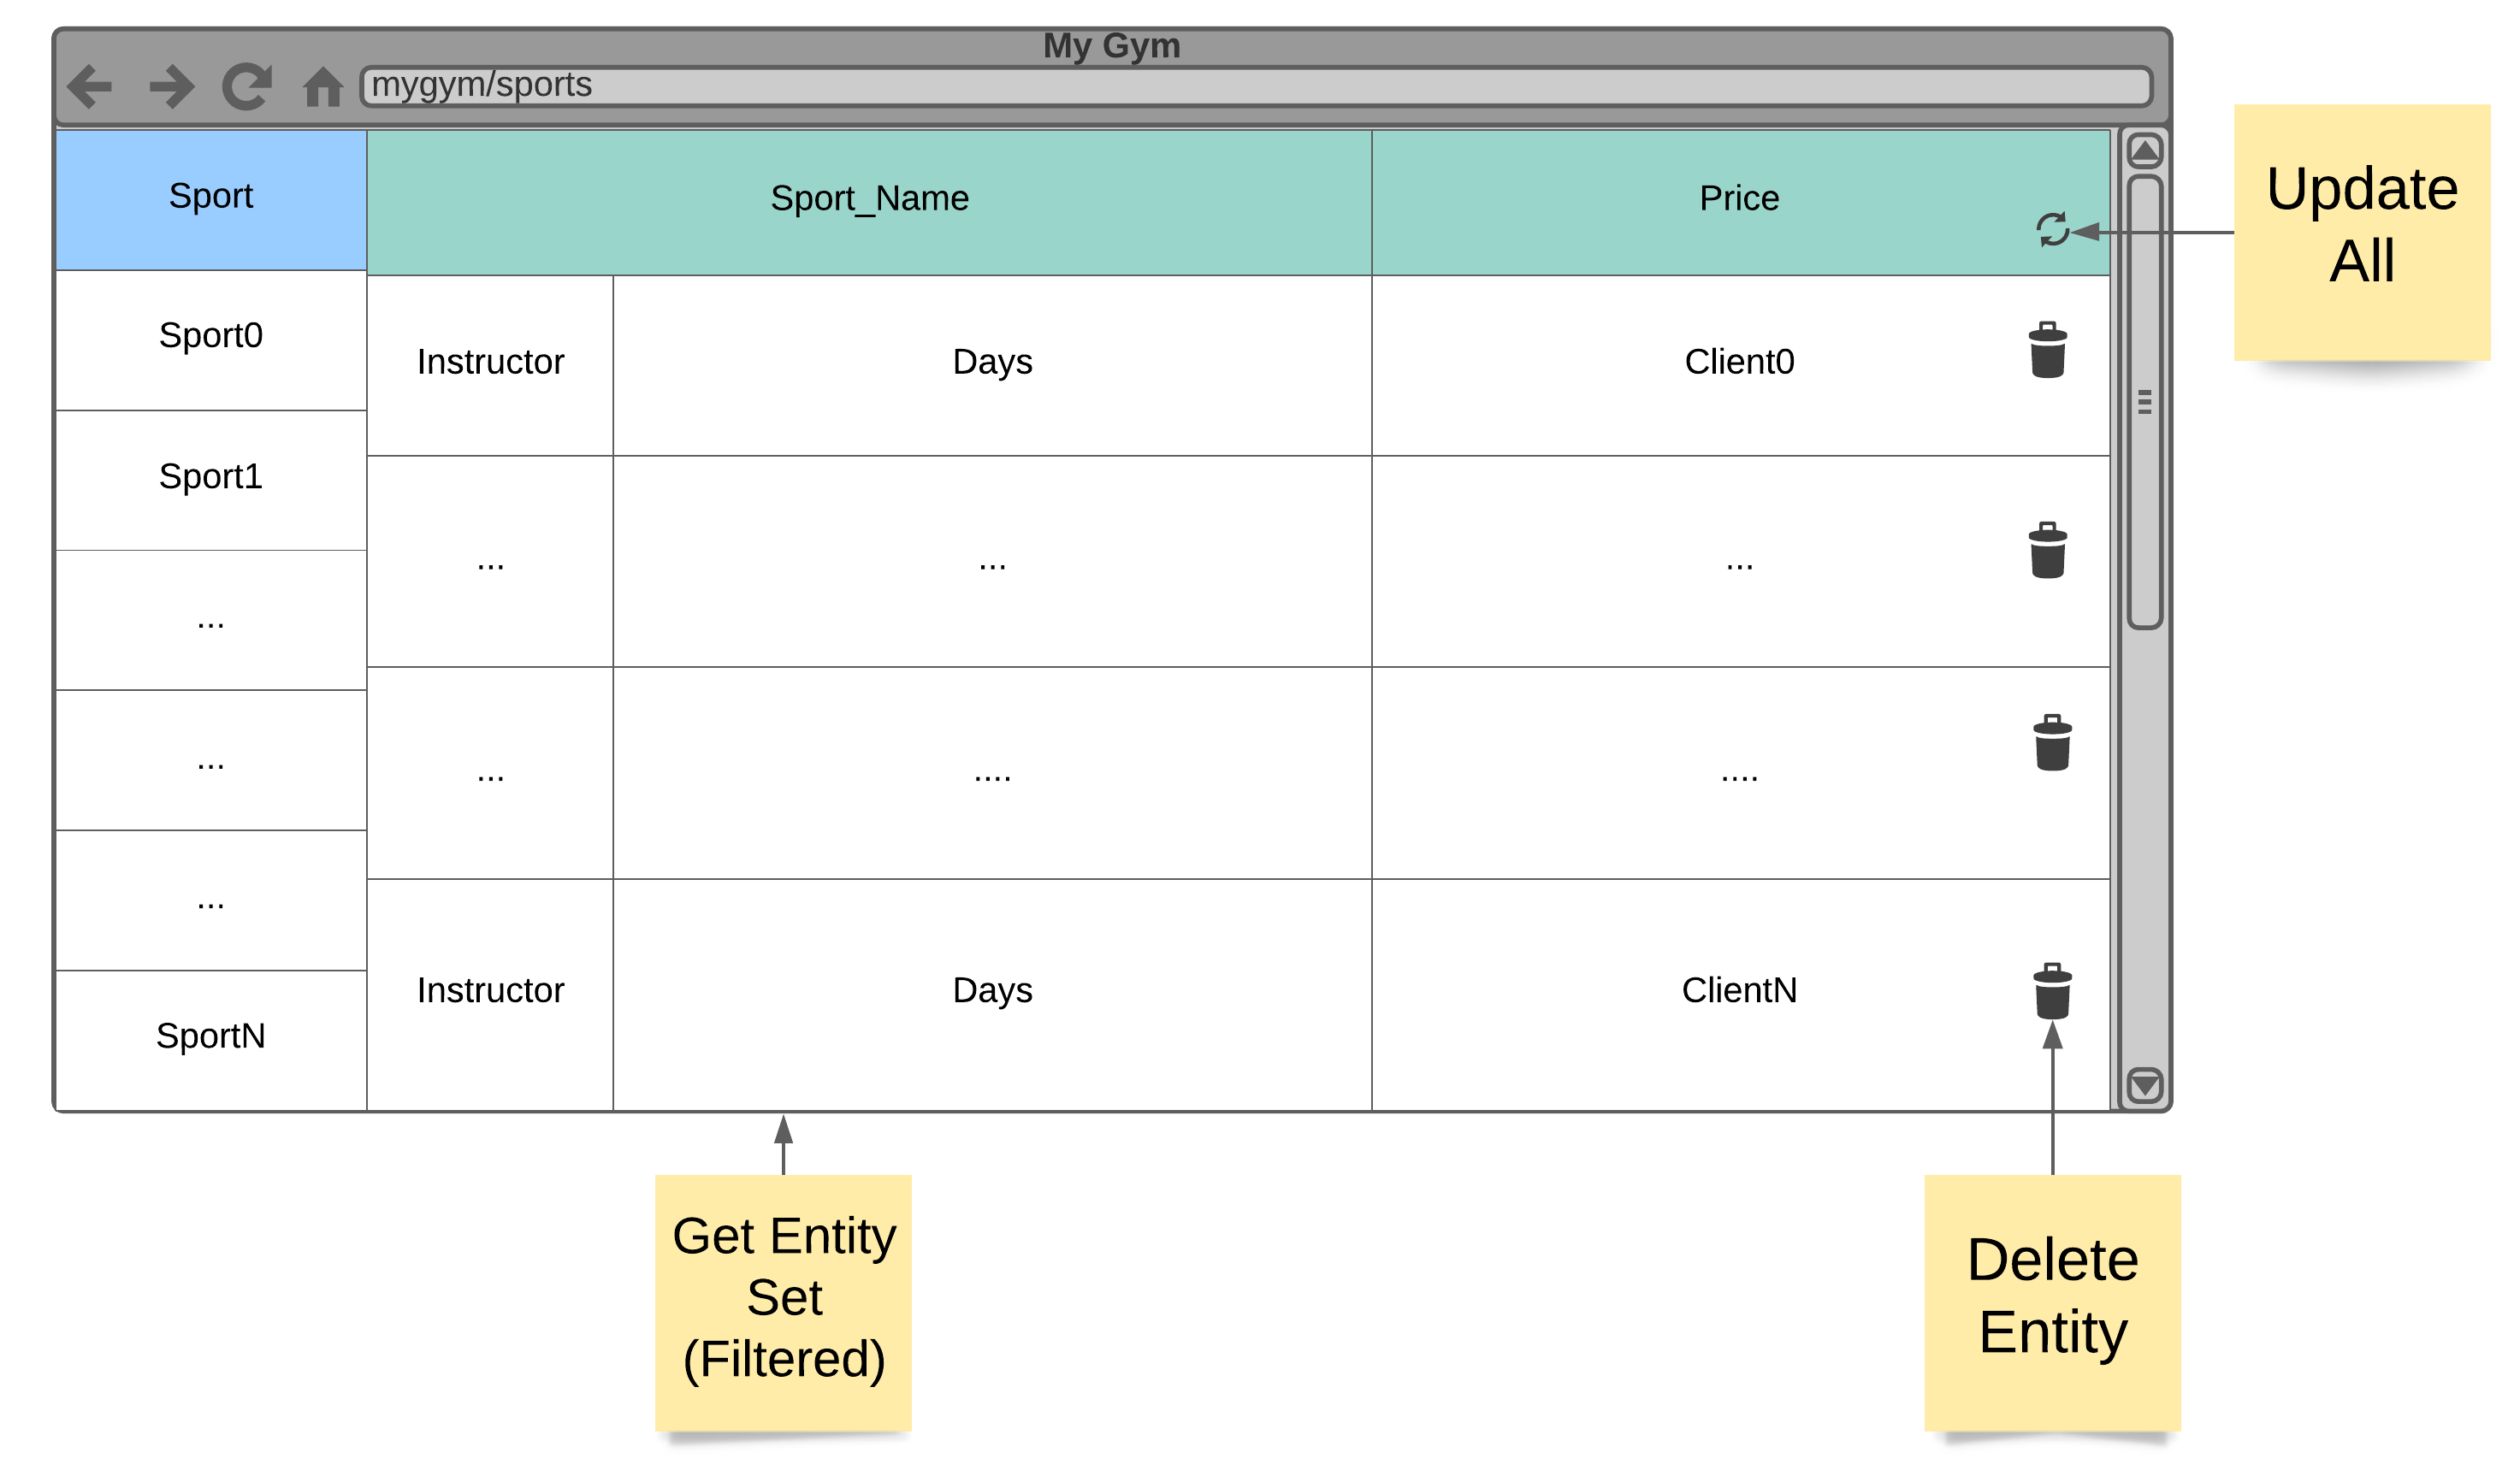 My Gym
mygym/sports
Sport
Sport_Name
Price
Update
All
Sport0
Instructor
Days
Client0
Sport1
...
...
...
...
...
...
....
....
...
Instructor
Days
ClientN
SportN
Get Entity
Set
(Filtered)
Delete
Entity